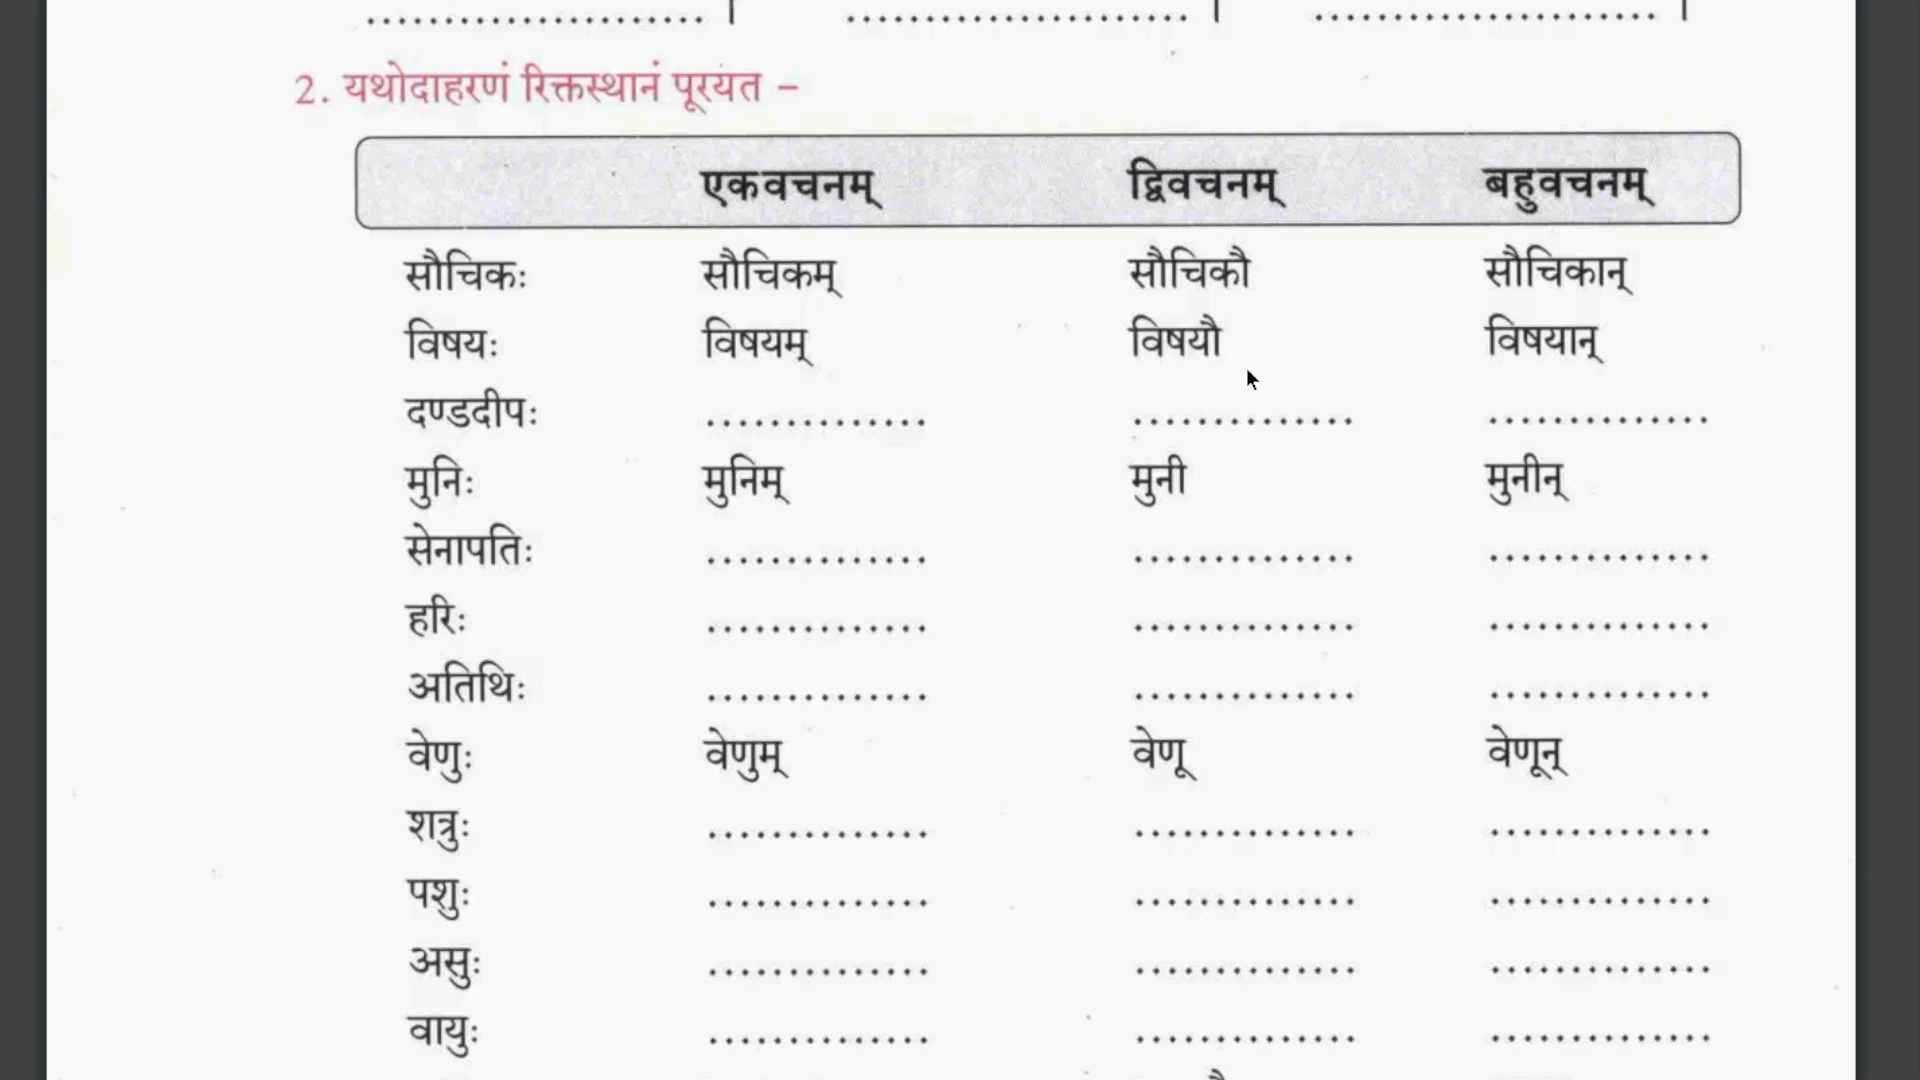 ........................ । ........................ । ........................ ।
2. यथोदाहरणं रिक्तस्थानं पूरयत –
एकवचनम् द्विवचनम् बहुवचनम्
सौचिकः सौचिकम् सौचिकौ सौचिकान्
विषयः विषयम् विषयौ विषयान्
दण्डदीपः .............. .............. ..............
मुनिः मुनिम् मुनी मुनीन्
सेनापतिः .............. .............. ..............
हरिः .............. .............. ..............
अतिथिः .............. .............. ..............
वेणुः वेणुम् वेणू वेणून्
शत्रुः .............. .............. ..............
पशुः .............. .............. ..............
असुः .............. .............. ..............
वायुः .............. .............. ..............